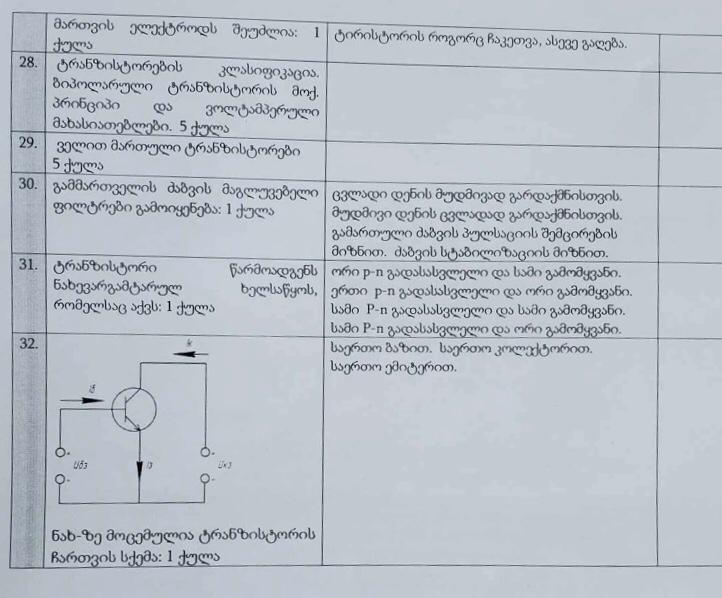 მართვის ელექტროდს შეუძლია: 1
ქულა
ტირისტორის როგორც ჩაკეთვა, ასევე გაღება.
28. ტრანზისტორების კლასიფიკაცია.
ბიპოლარული ტრანზისტორის მოქ.
პრინციპი და ვოლტამპერული
მახასიათებლები. 5 ქულა
29. ველით მართული ტრანზისტორები
5 ქულა
30. გამმართველის ძაბვის მაგლუვებელი
ფილტრები გამოიყენება: 1 ქულა
ცვლადი დენის მუდმივად გარდაქმნისთვის.
მუდმივი დენის ცვლადად გარდაქმნისთვის.
გამართული ძაბვის პულსაციის შემცირების
მიზნით. ძაბვის სტაბილიზაციის მიზნით.
31. ტრანზისტორი წარმოადგენს
ნახევარგამტარულ ხელსაწყოს,
რომელსაც აქვს: 1 ქულა
ორი p-n გადასასვლელი და სამი გამომყვანი.
ერთი p-n გადასასვლელი და ორი გამომყვანი.
სამი P-n გადასასვლელი და სამი გამომყვანი.
სამი P-n გადასასვლელი და ორი გამომყვანი.
32.
Iк
Iб
Uбэ
Iэ
Uкэ
ნახ-ზე მოცემულია ტრანზისტორის
ჩართვის სქემა: 1 ქულა
საერთო ბაზით. საერთო კოლექტორით.
საერთო ემიტერით.